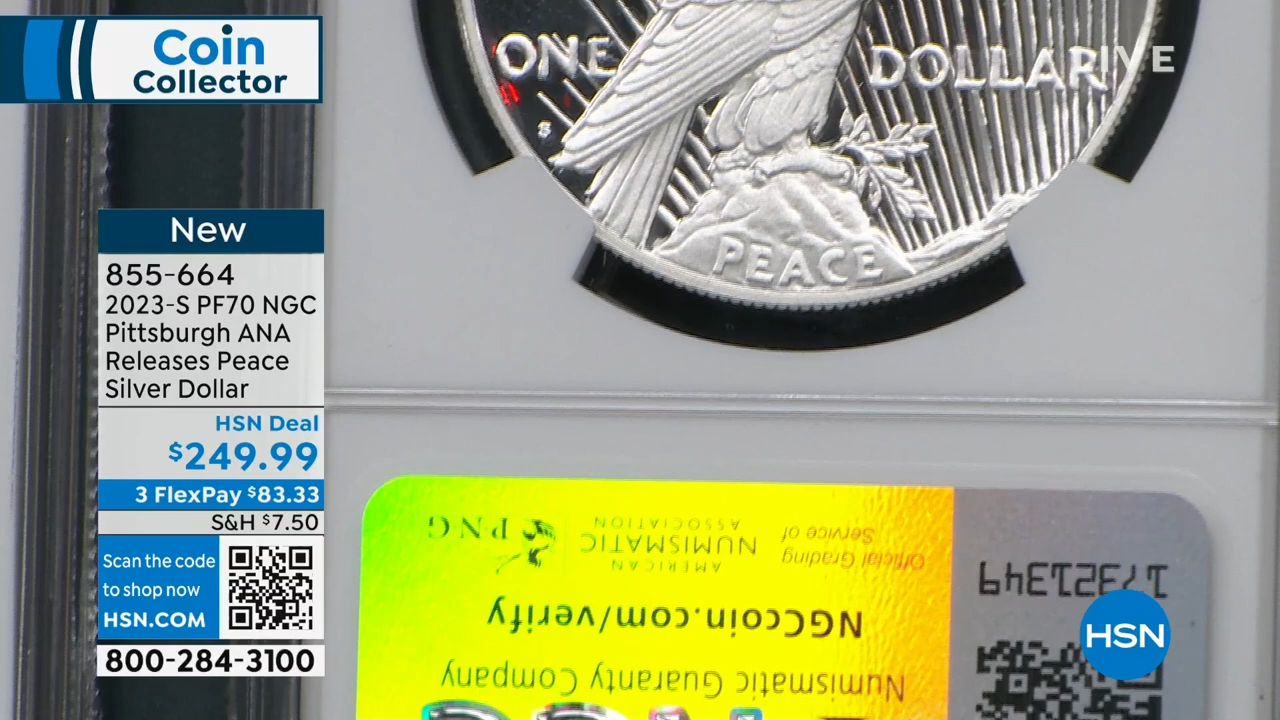 Coin
Collector
New
855-664
2023-S PF70 NGC
Pittsburgh ANA
Releases Peace
Silver Dollar
HSN Deal
$249.99
3 FlexPay $83.33
S&H $7.50
Scan the code
to shop now
HSN.COM
800-284-3100
ONE DOLLAR
S
PEACE
LIVE
PNG
AMERICAN
NUMISMATIC
ASSOCIATION
Official Grading
Service of
NGCcoin.com/verify
Numismatic Guaranty Company
HSN